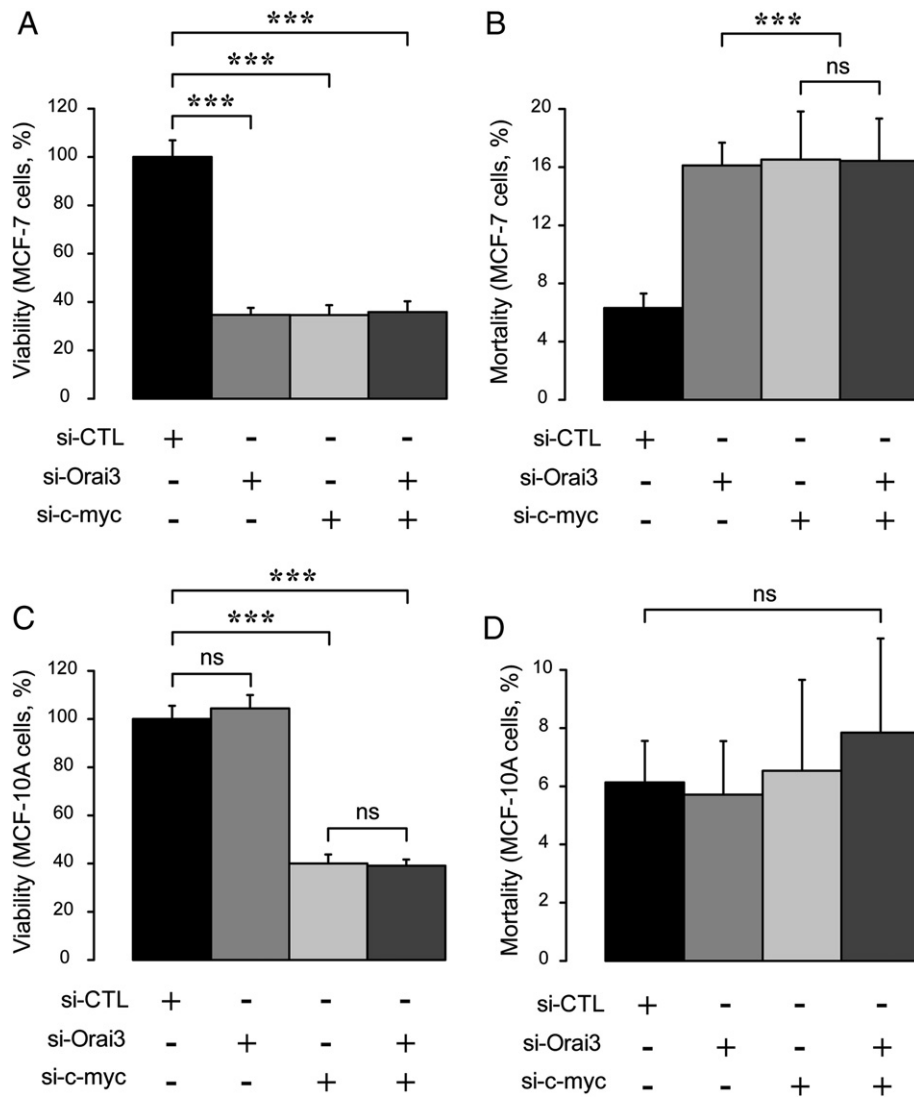 A
***
***
***
Viability (MCF-7 cells, %)
120
100
80
60
40
20
0
si-CTL + - - -
si-Orai3 - + - +
si-c-myc - - + +
B
***
ns
Mortality (MCF-7 cells, %)
20
16
12
8
4
0
si-CTL + - - -
si-Orai3 - + - +
si-c-myc - - + +
C
***
***
ns
ns
Viability (MCF-10A cells, %)
120
100
80
60
40
20
0
si-CTL + - - -
si-Orai3 - + - +
si-c-myc - - + +
D
ns
Mortality (MCF-10A cells, %)
10
8
6
4
2
0
si-CTL + - - -
si-Orai3 - + - +
si-c-myc - - + +